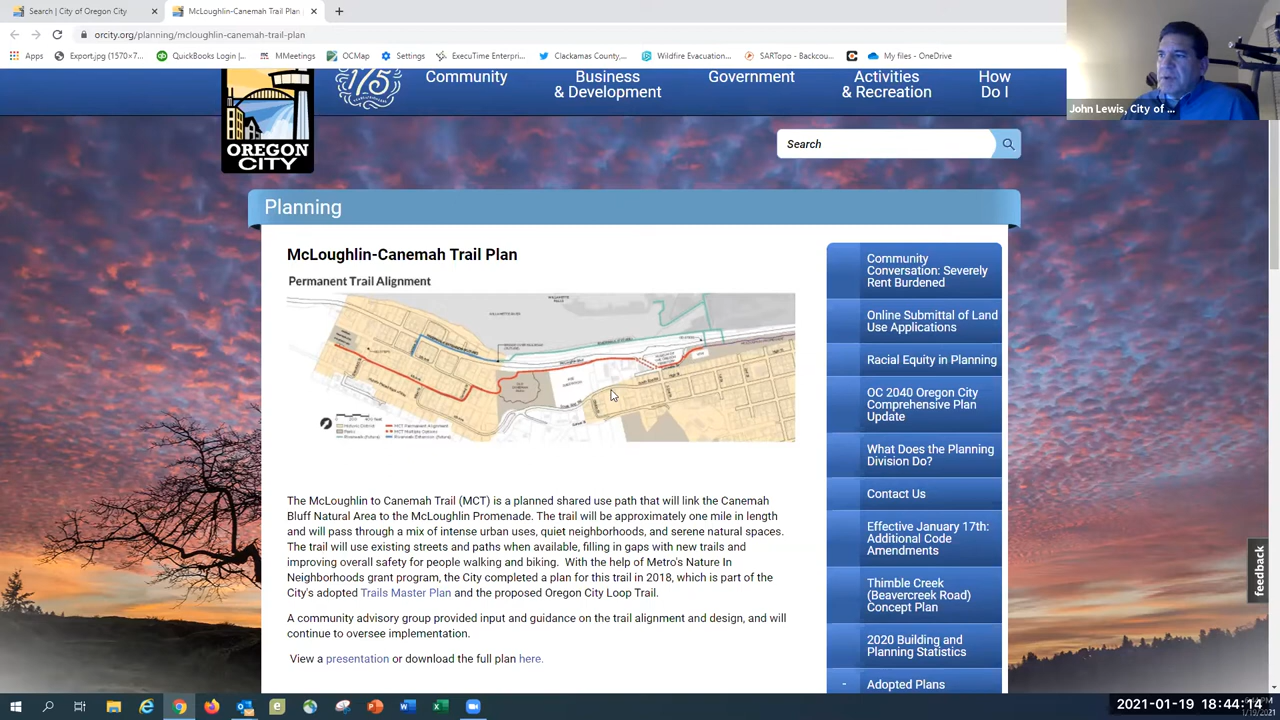 Search | City of Oregon City
McLoughlin-Canemah Trail Plan
orcity.org/planning/mcloughlin-canemah-trail-plan
Apps
Export.jpg (1570×7...
QuickBooks Login |...
MMeetings
OCMap
Settings
ExecuTime Enterpri...
Clackamas County,...
Wildfire Evacuation...
SARTopo - Backcou...
My files - OneDrive
John Lewis, City of ...
175
Community
Business
& Development
Government
Activities
& Recreation
How
Do I
OREGON
CITY
Search
Planning
McLoughlin-Canemah Trail Plan
Permanent Trail Alignment
The McLoughlin to Canemah Trail (MCT) is a planned shared use path that will link the Canemah
Bluff Natural Area to the McLoughlin Promenade. The trail will be approximately one mile in length
and will pass through a mix of intense urban uses, quiet neighborhoods, and serene natural spaces.
The trail will use existing streets and paths when available, filling in gaps with new trails and
improving overall safety for people walking and biking.  With the help of Metro's Nature In
Neighborhoods grant program, the City completed a plan for this trail in 2018, which is part of the
City's adopted Trails Master Plan and the proposed Oregon City Loop Trail.
A community advisory group provided input and guidance on the trail alignment and design, and will
continue to oversee implementation.
View a presentation or download the full plan here.
Community
Conversation: Severely
Rent Burdened
Online Submittal of Land
Use Applications
Racial Equity in Planning
OC 2040 Oregon City
Comprehensive Plan
Update
What Does the Planning
Division Do?
Contact Us
Effective January 17th:
Additional Code
Amendments
Thimble Creek
(Beavercreek Road)
Concept Plan
2020 Building and
Planning Statistics
- Adopted Plans
feedback
2021-01-19 18:44:14
1/19/2021